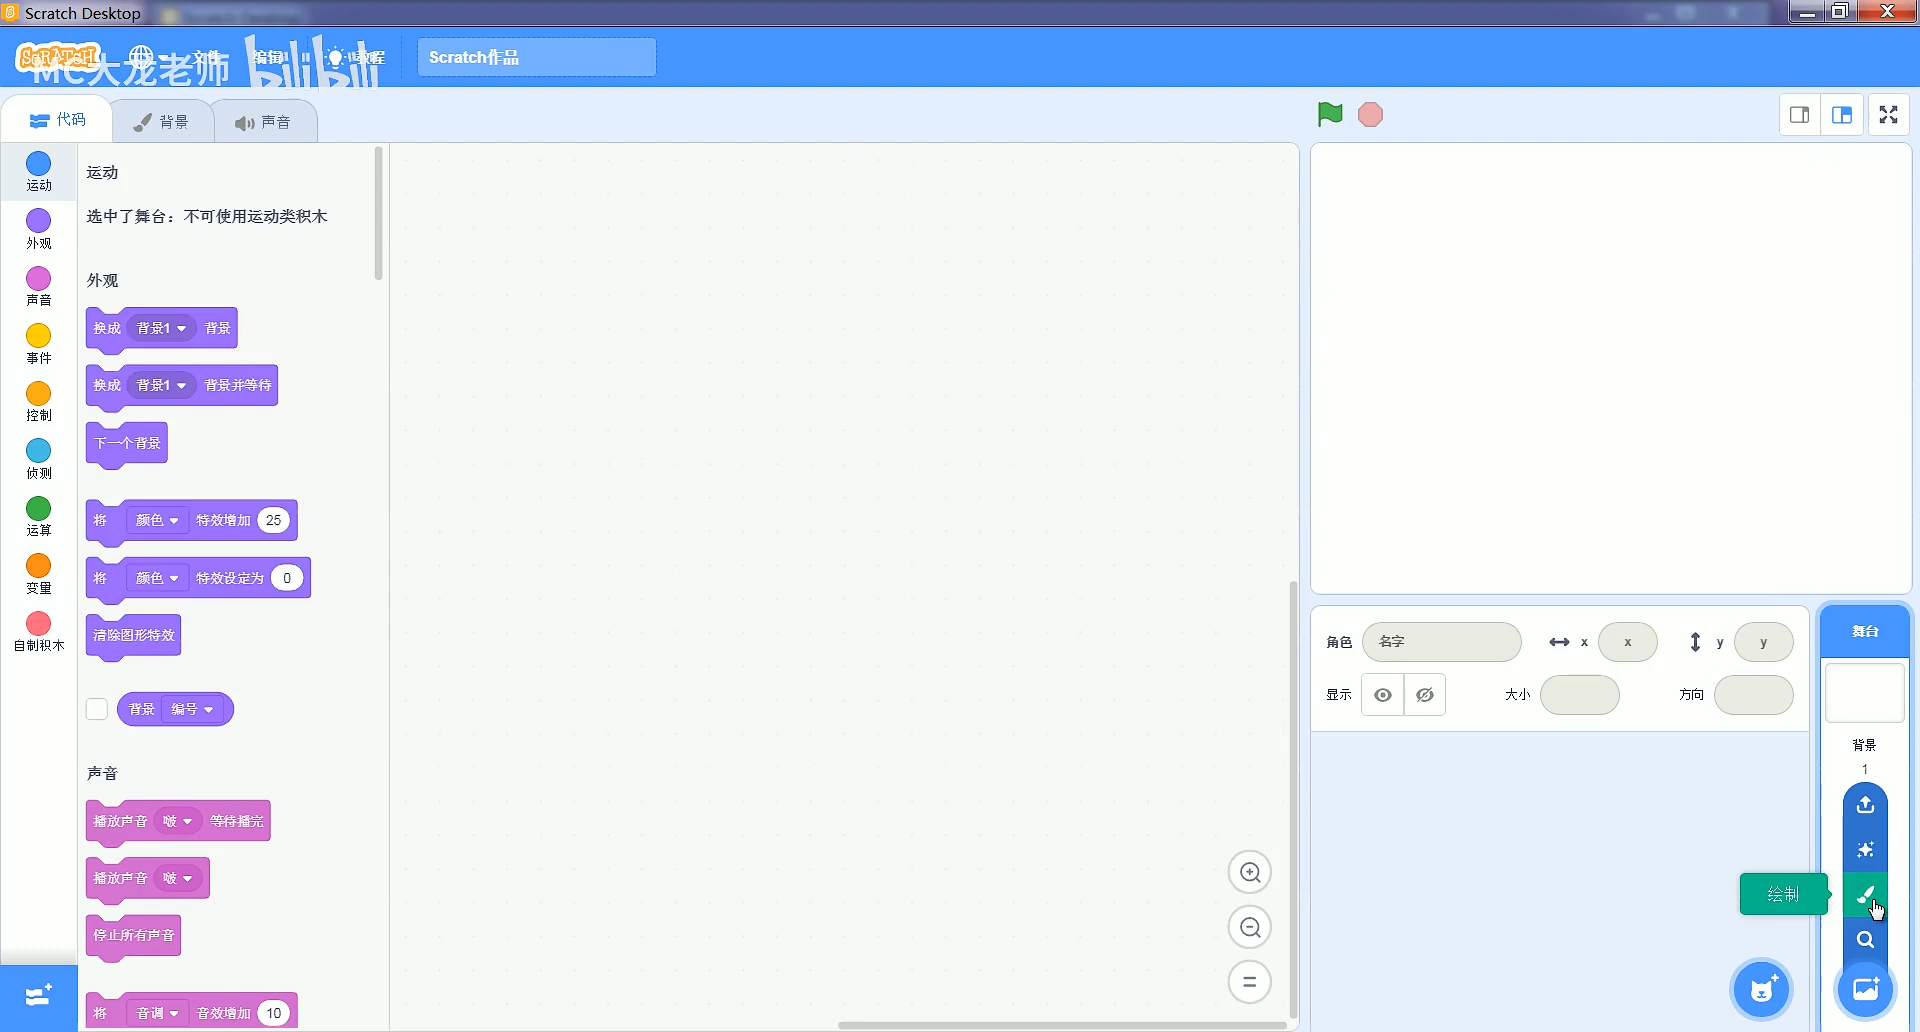 Scratch Desktop
SCRATCH 文件 编辑 教程 Scratch作品
MC大龙老师 bilibili
代码 背景 声音
运动
外观
声音
事件
控制
侦测
运算
变量
自制积木
运动
选中了舞台：不可使用运动类积木
外观
换成 背景1 背景
换成 背景1 背景并等待
下一个背景
将 颜色 特效增加 25
将 颜色 特效设定为 0
清除图形特效
背景 编号
声音
播放声音 啵 等待播完
播放声音 啵
停止所有声音
将 音调 音效增加 10
角色 名字 x x y y
显示 大小 方向
舞台
背景
1
绘制